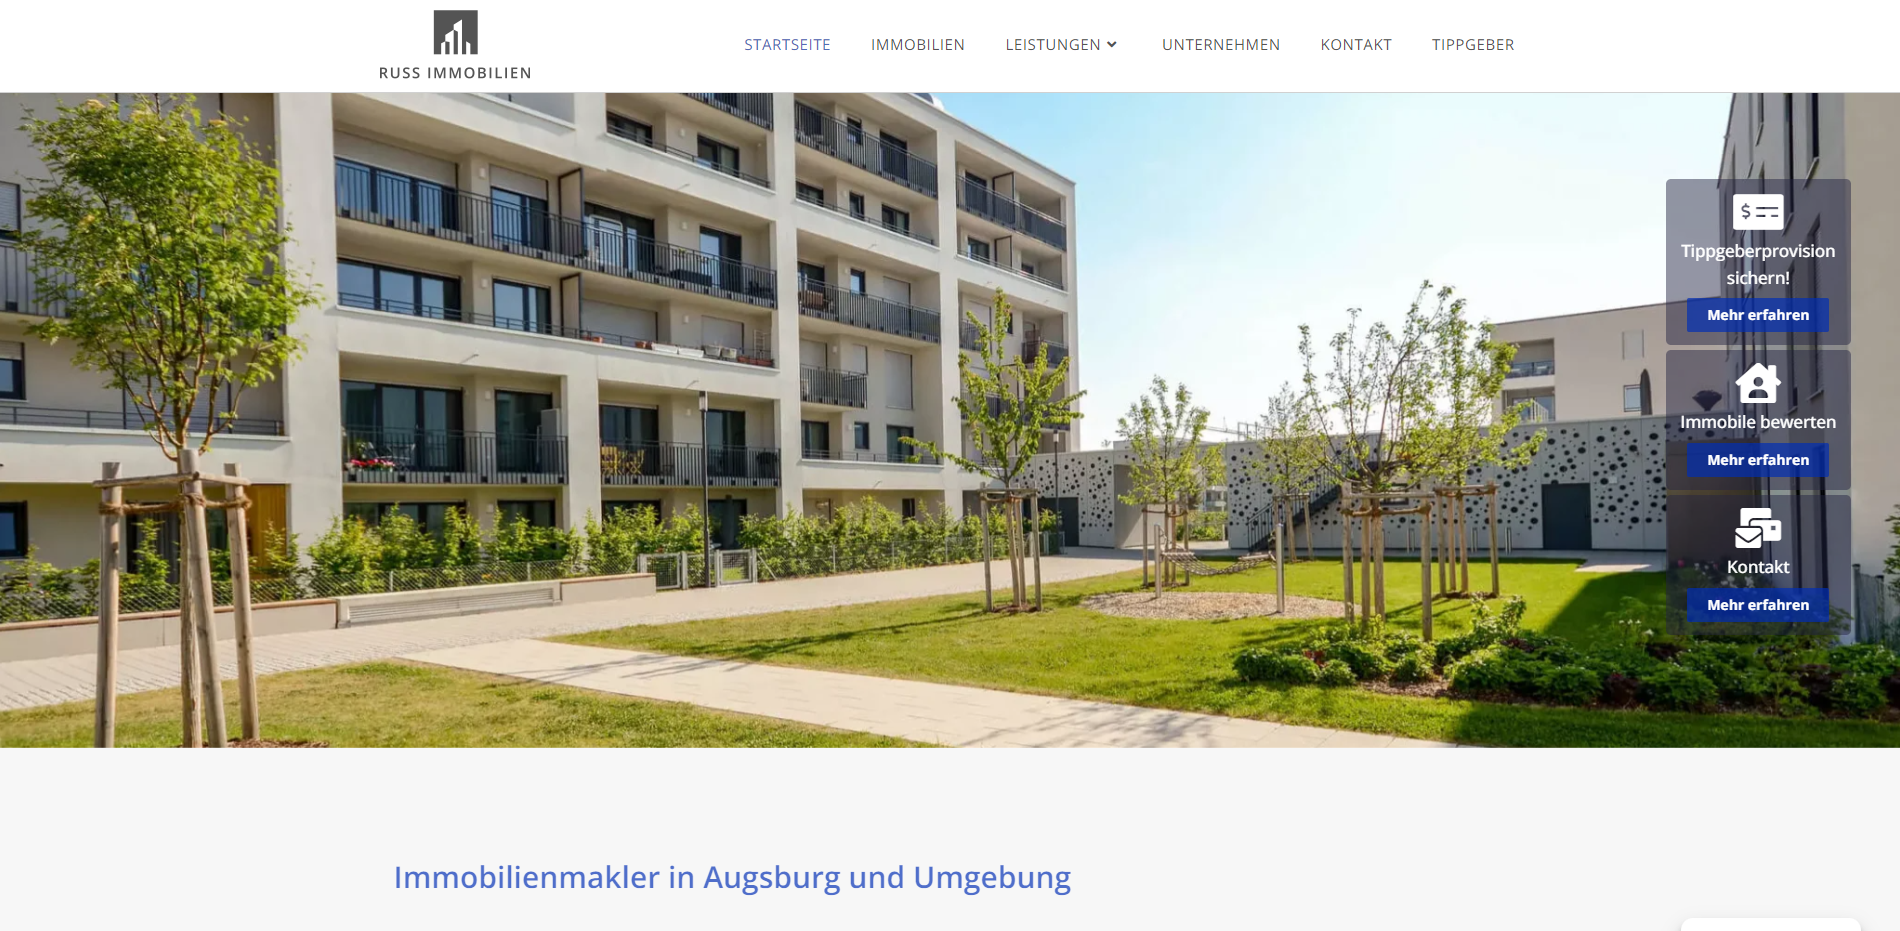 RUSS IMMOBILIEN
STARTSEITE
IMMOBILIEN
LEISTUNGEN
UNTERNEHMEN
KONTAKT
TIPPGEBER
Tippgeberprovision
sichern!
Mehr erfahren
Immobile bewerten
Mehr erfahren
Kontakt
Mehr erfahren
Immobilienmakler in Augsburg und Umgebung